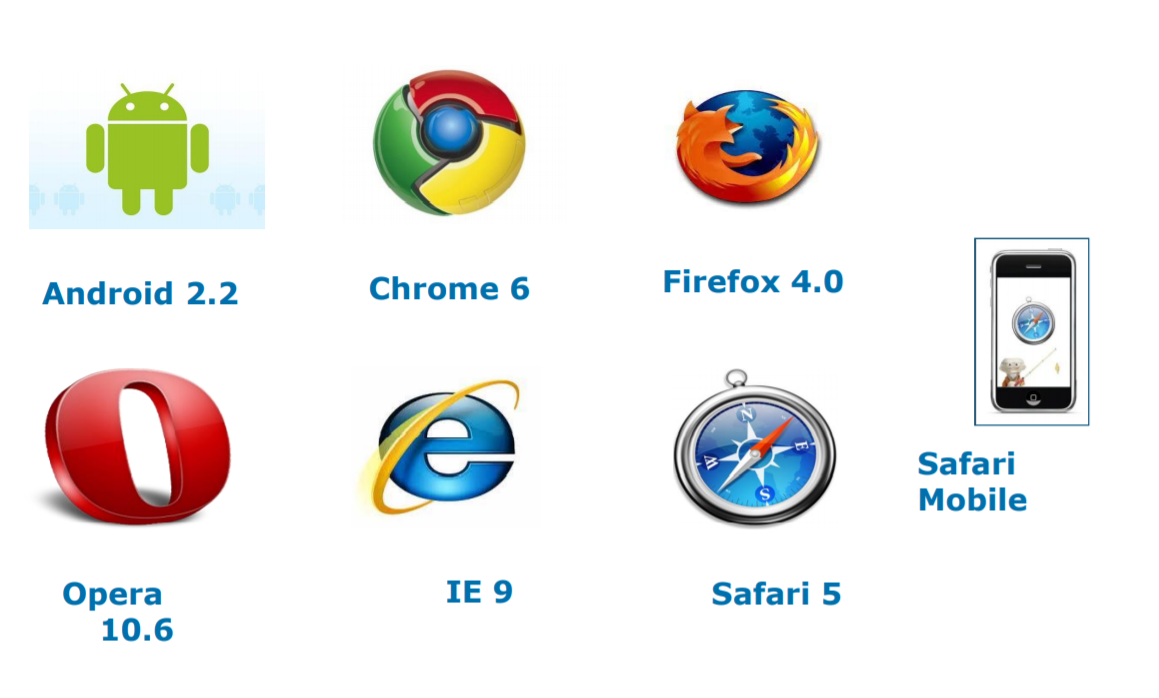 Android 2.2
Chrome 6
Firefox 4.0
Safari
Mobile
Opera
10.6
IE 9
Safari 5
N
E
S
W